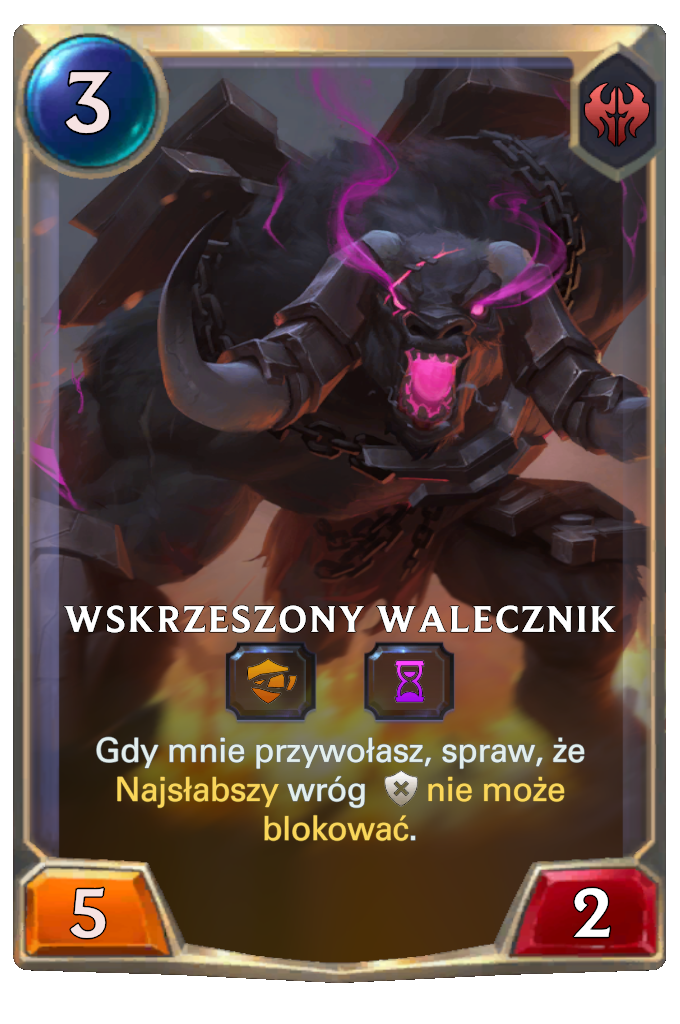 3
WSKRZESZONY WALECZNIK
Gdy mnie przywołasz, spraw, że
Najsłabszy wróg nie może
blokować.
5
2